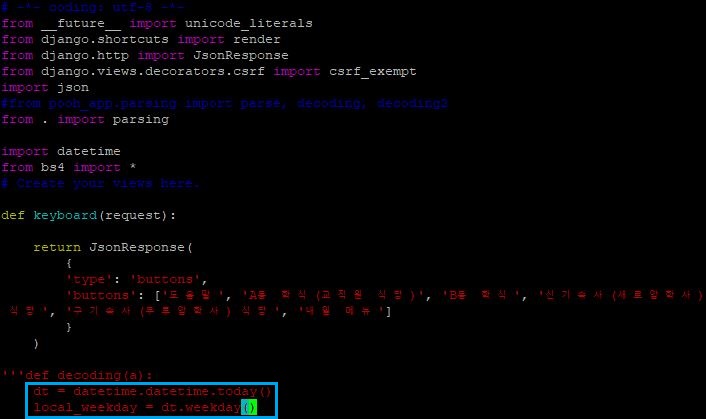 # -*- coding: utf-8 -*-
from __future__ import unicode_literals
from django.shortcuts import render
from django.http import JsonResponse
from django.views.decorators.csrf import csrf_exempt
import json
#from pooh_app.parsing import parse, decoding, decoding2
from . import parsing
import datetime
from bs4 import *
# Create your views here.
def keyboard(request):
return JsonResponse(
{
'type': 'buttons',
'buttons': ['도움말', 'A동 학식(교직원 식당)', 'B동 학식', '신기숙사(새로암학사)
식당', '구기숙사(두로암학사) 식당', '내일 메뉴']
}
)
'''def decoding(a):
dt = datetime.datetime.today()
local_weekday = dt.weekday()